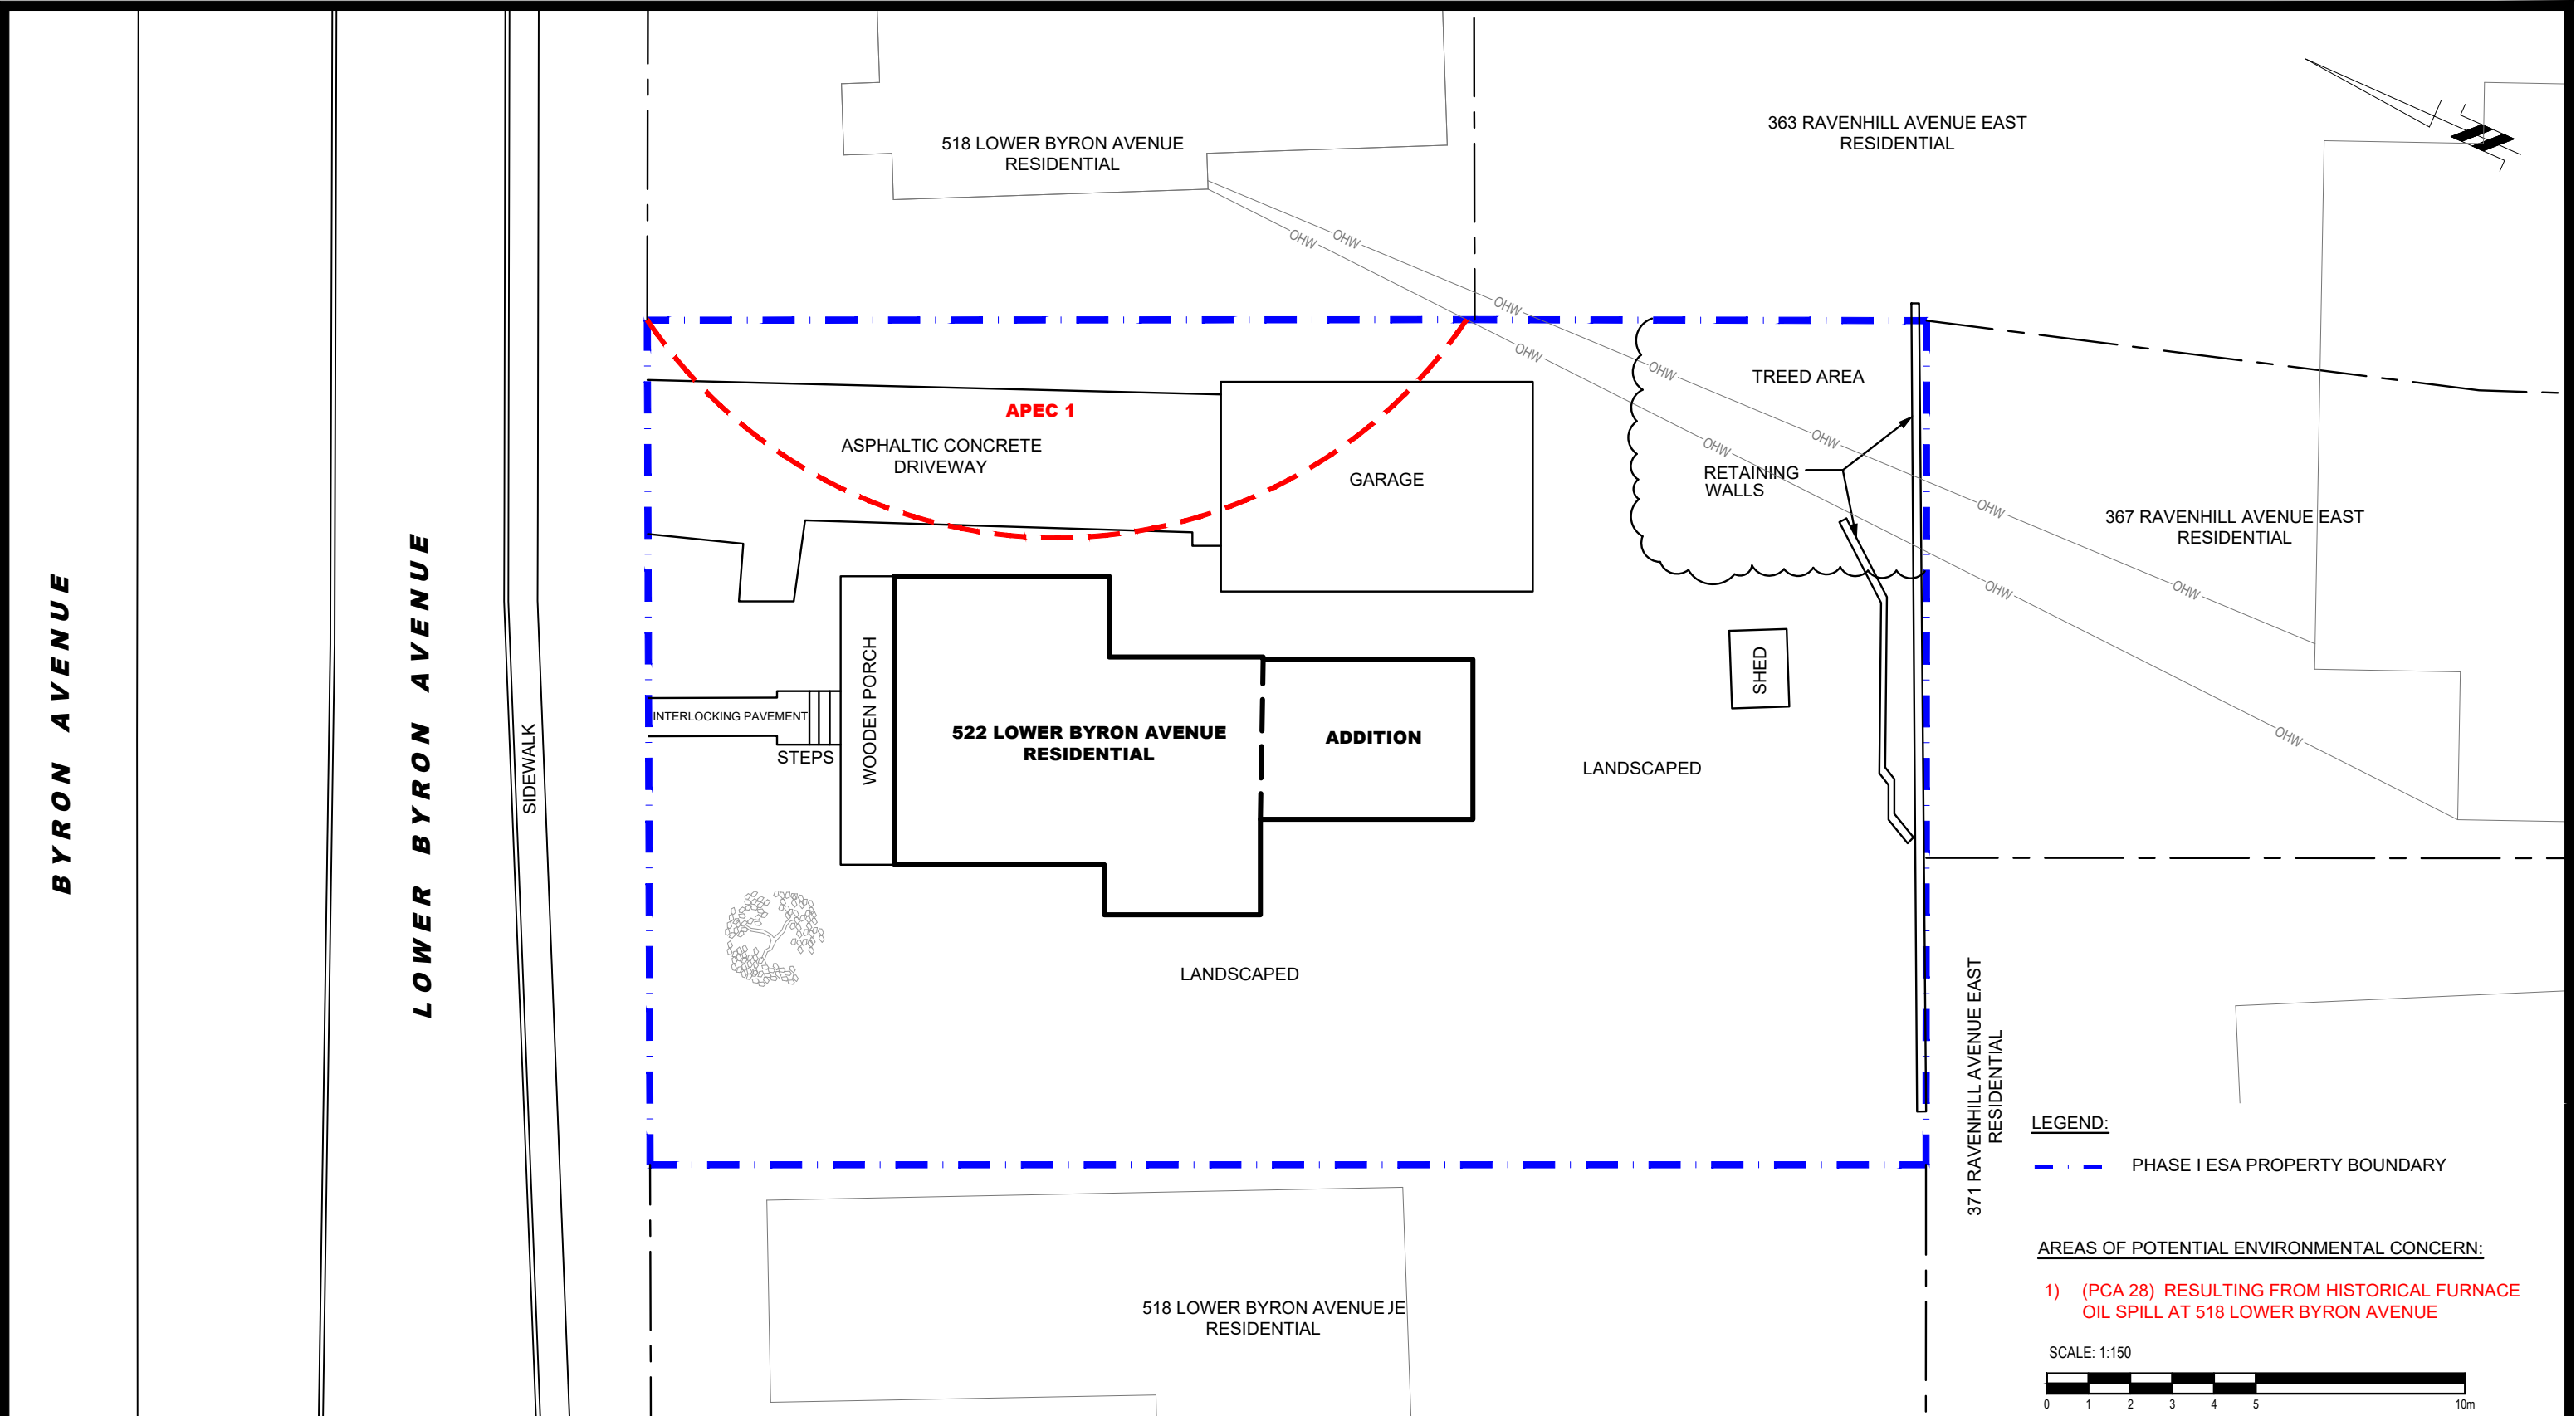 518 LOWER BYRON AVENUE
RESIDENTIAL
363 RAVENHILL AVENUE EAST
RESIDENTIAL
OHW
OHW
OHW
OHW
OHW
OHW
OHW
OHW
OHW
OHW
OHW
TREED AREA
APEC 1
ASPHALTIC CONCRETE
DRIVEWAY
GARAGE
RETAINING
WALLS
367 RAVENHILL AVENUE EAST
RESIDENTIAL
BYRON AVENUE
LOWER BYRON AVENUE
SIDEWALK
INTERLOCKING PAVEMENT
STEPS
WOODEN PORCH
522 LOWER BYRON AVENUE
RESIDENTIAL
ADDITION
SHED
LANDSCAPED
LANDSCAPED
371 RAVENHILL AVENUE EAST
RESIDENTIAL
518 LOWER BYRON AVENUE JE
RESIDENTIAL
LEGEND:
PHASE I ESA PROPERTY BOUNDARY
AREAS OF POTENTIAL ENVIRONMENTAL CONCERN:
1) (PCA 28) RESULTING FROM HISTORICAL FURNACE
OIL SPILL AT 518 LOWER BYRON AVENUE
SCALE: 1:150
0 1 2 3 4 5 10m